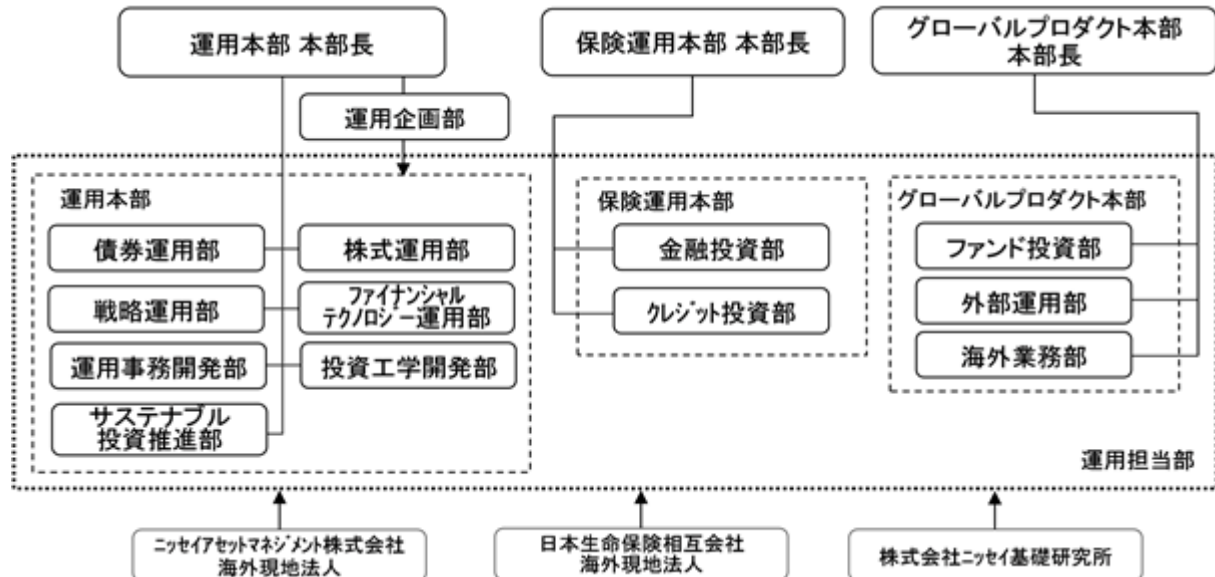 運用本部 本部長
保険運用本部 本部長
グローバルプロダクト本部
本部長
運用企画部
運用本部
保険運用本部
グローバルプロダクト本部
債券運用部
株式運用部
金融投資部
ファンド投資部
戦略運用部
ファイナンシャル
テクノロジー運用部
クレジット投資部
外部運用部
運用事務開発部
投資工学開発部
海外業務部
サステナブル
投資推進部
運用担当部
ニッセイアセットマネジメント株式会社
海外現地法人
日本生命保険相互会社
海外現地法人
株式会社ニッセイ基礎研究所